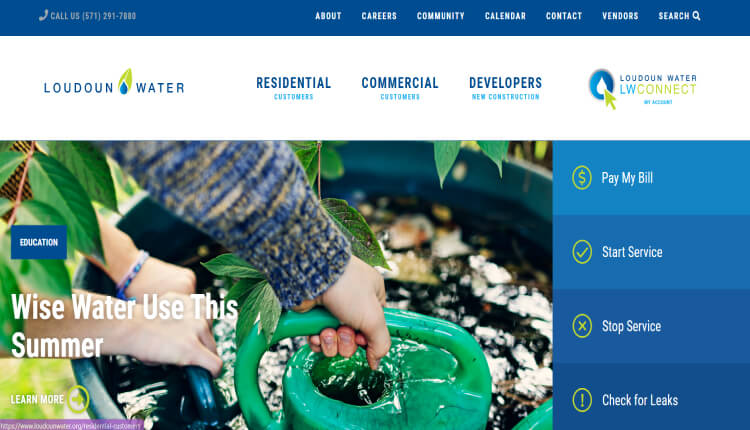 CALL US (571) 291-7880
ABOUT CAREERS COMMUNITY CALENDAR CONTACT VENDORS SEARCH
LOUDOUN WATER
RESIDENTIAL
CUSTOMERS
COMMERCIAL
CUSTOMERS
DEVELOPERS
NEW CONSTRUCTION
LOUDOUN WATER
LWCONNECT
MY ACCOUNT
EDUCATION
Wise Water Use This
Summer
LEARN MORE
Pay My Bill
Start Service
Stop Service
Check for Leaks
https://www.loudounwater.org/residential-customers